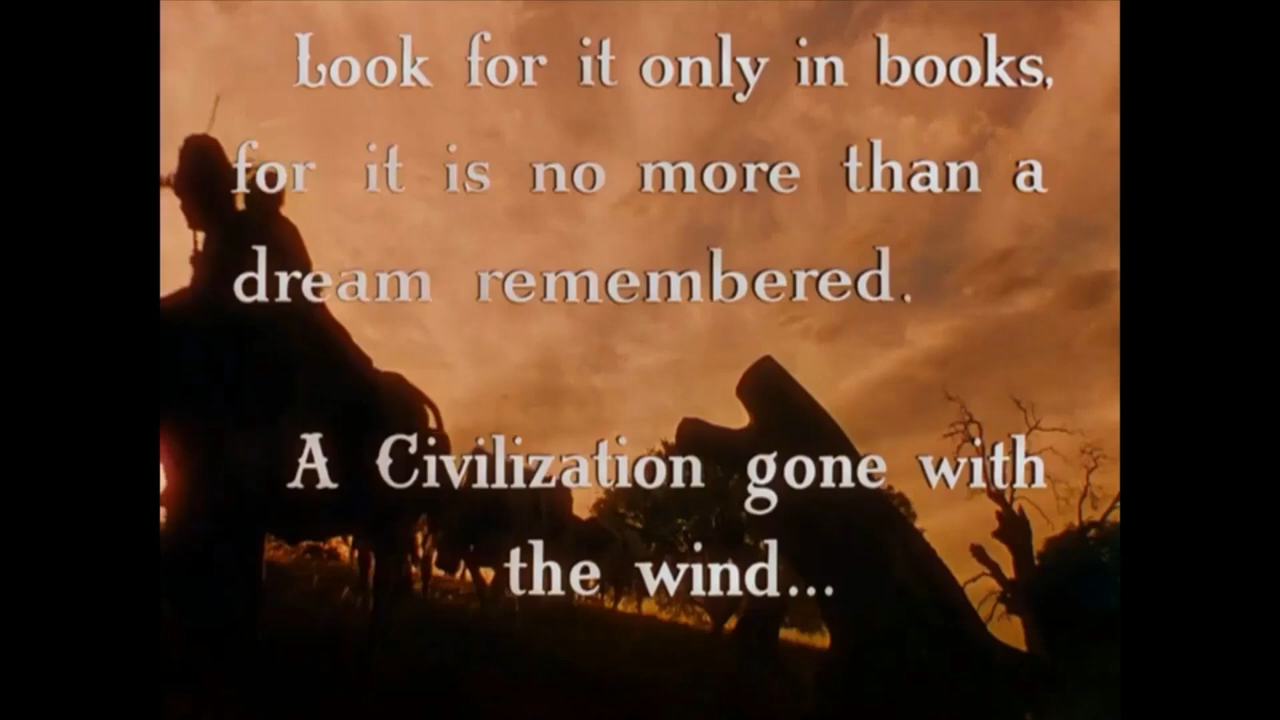 Look for it only in books,
for it is no more than a
dream remembered.
A Civilization gone with
the wind...